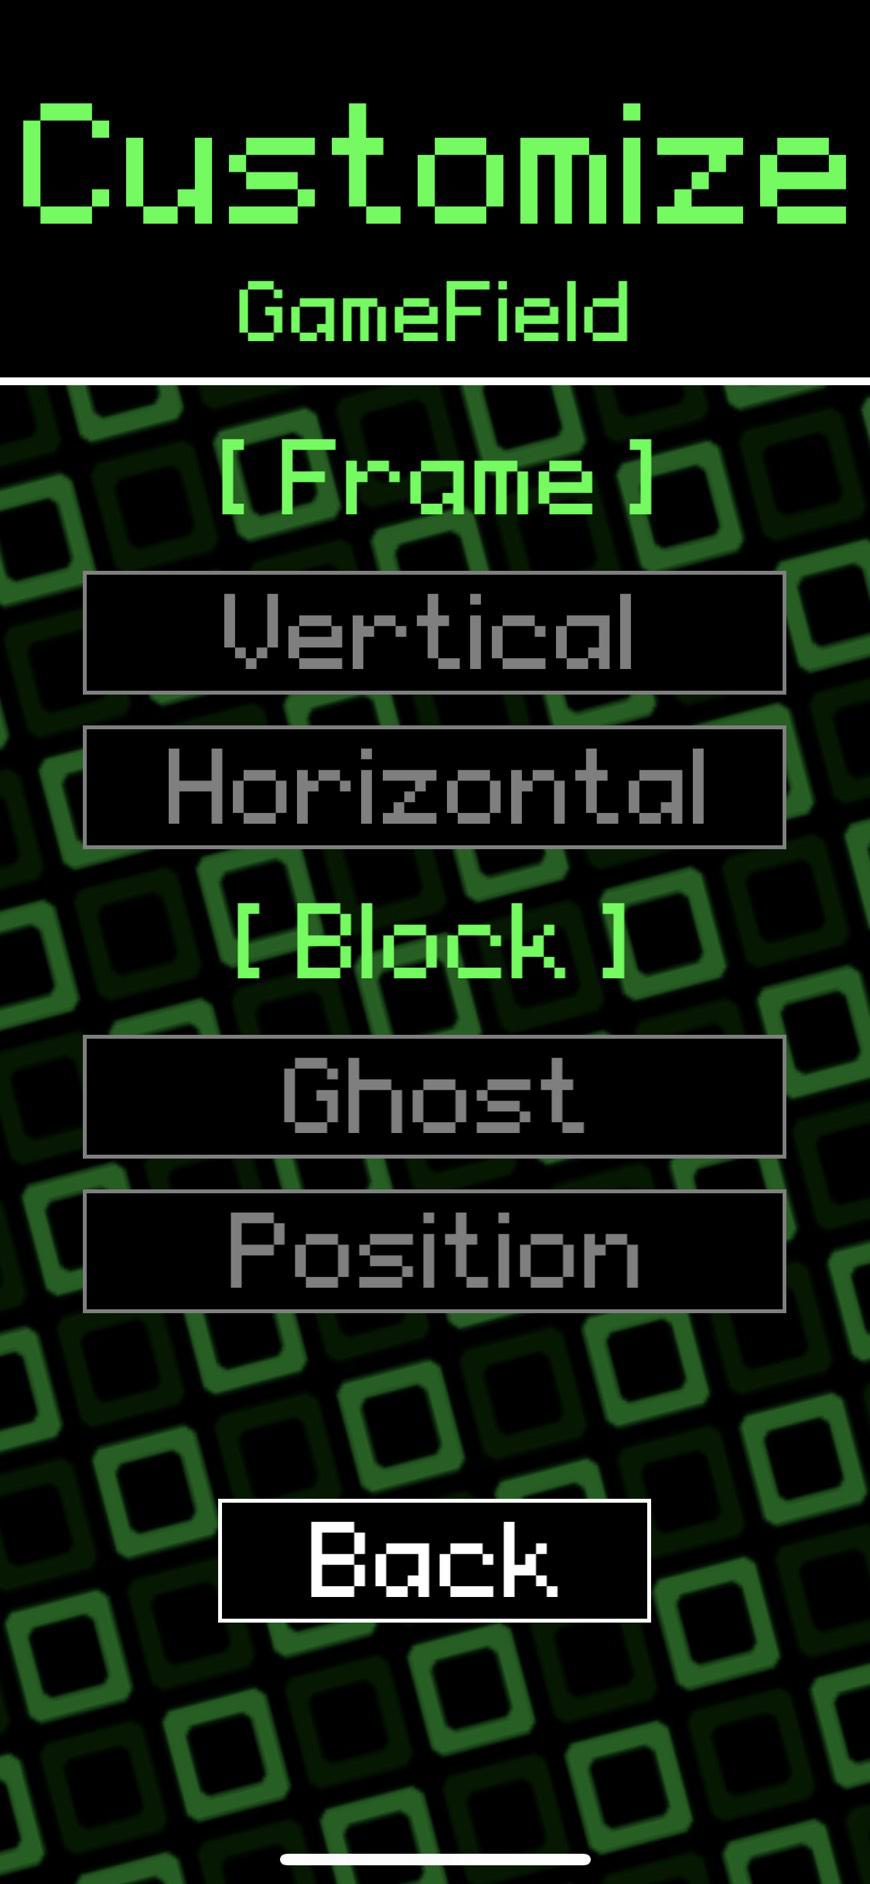 Customize
GameField
[ Frame ]
Vertical
Horizontal
[ Block ]
Ghost
Position
Back